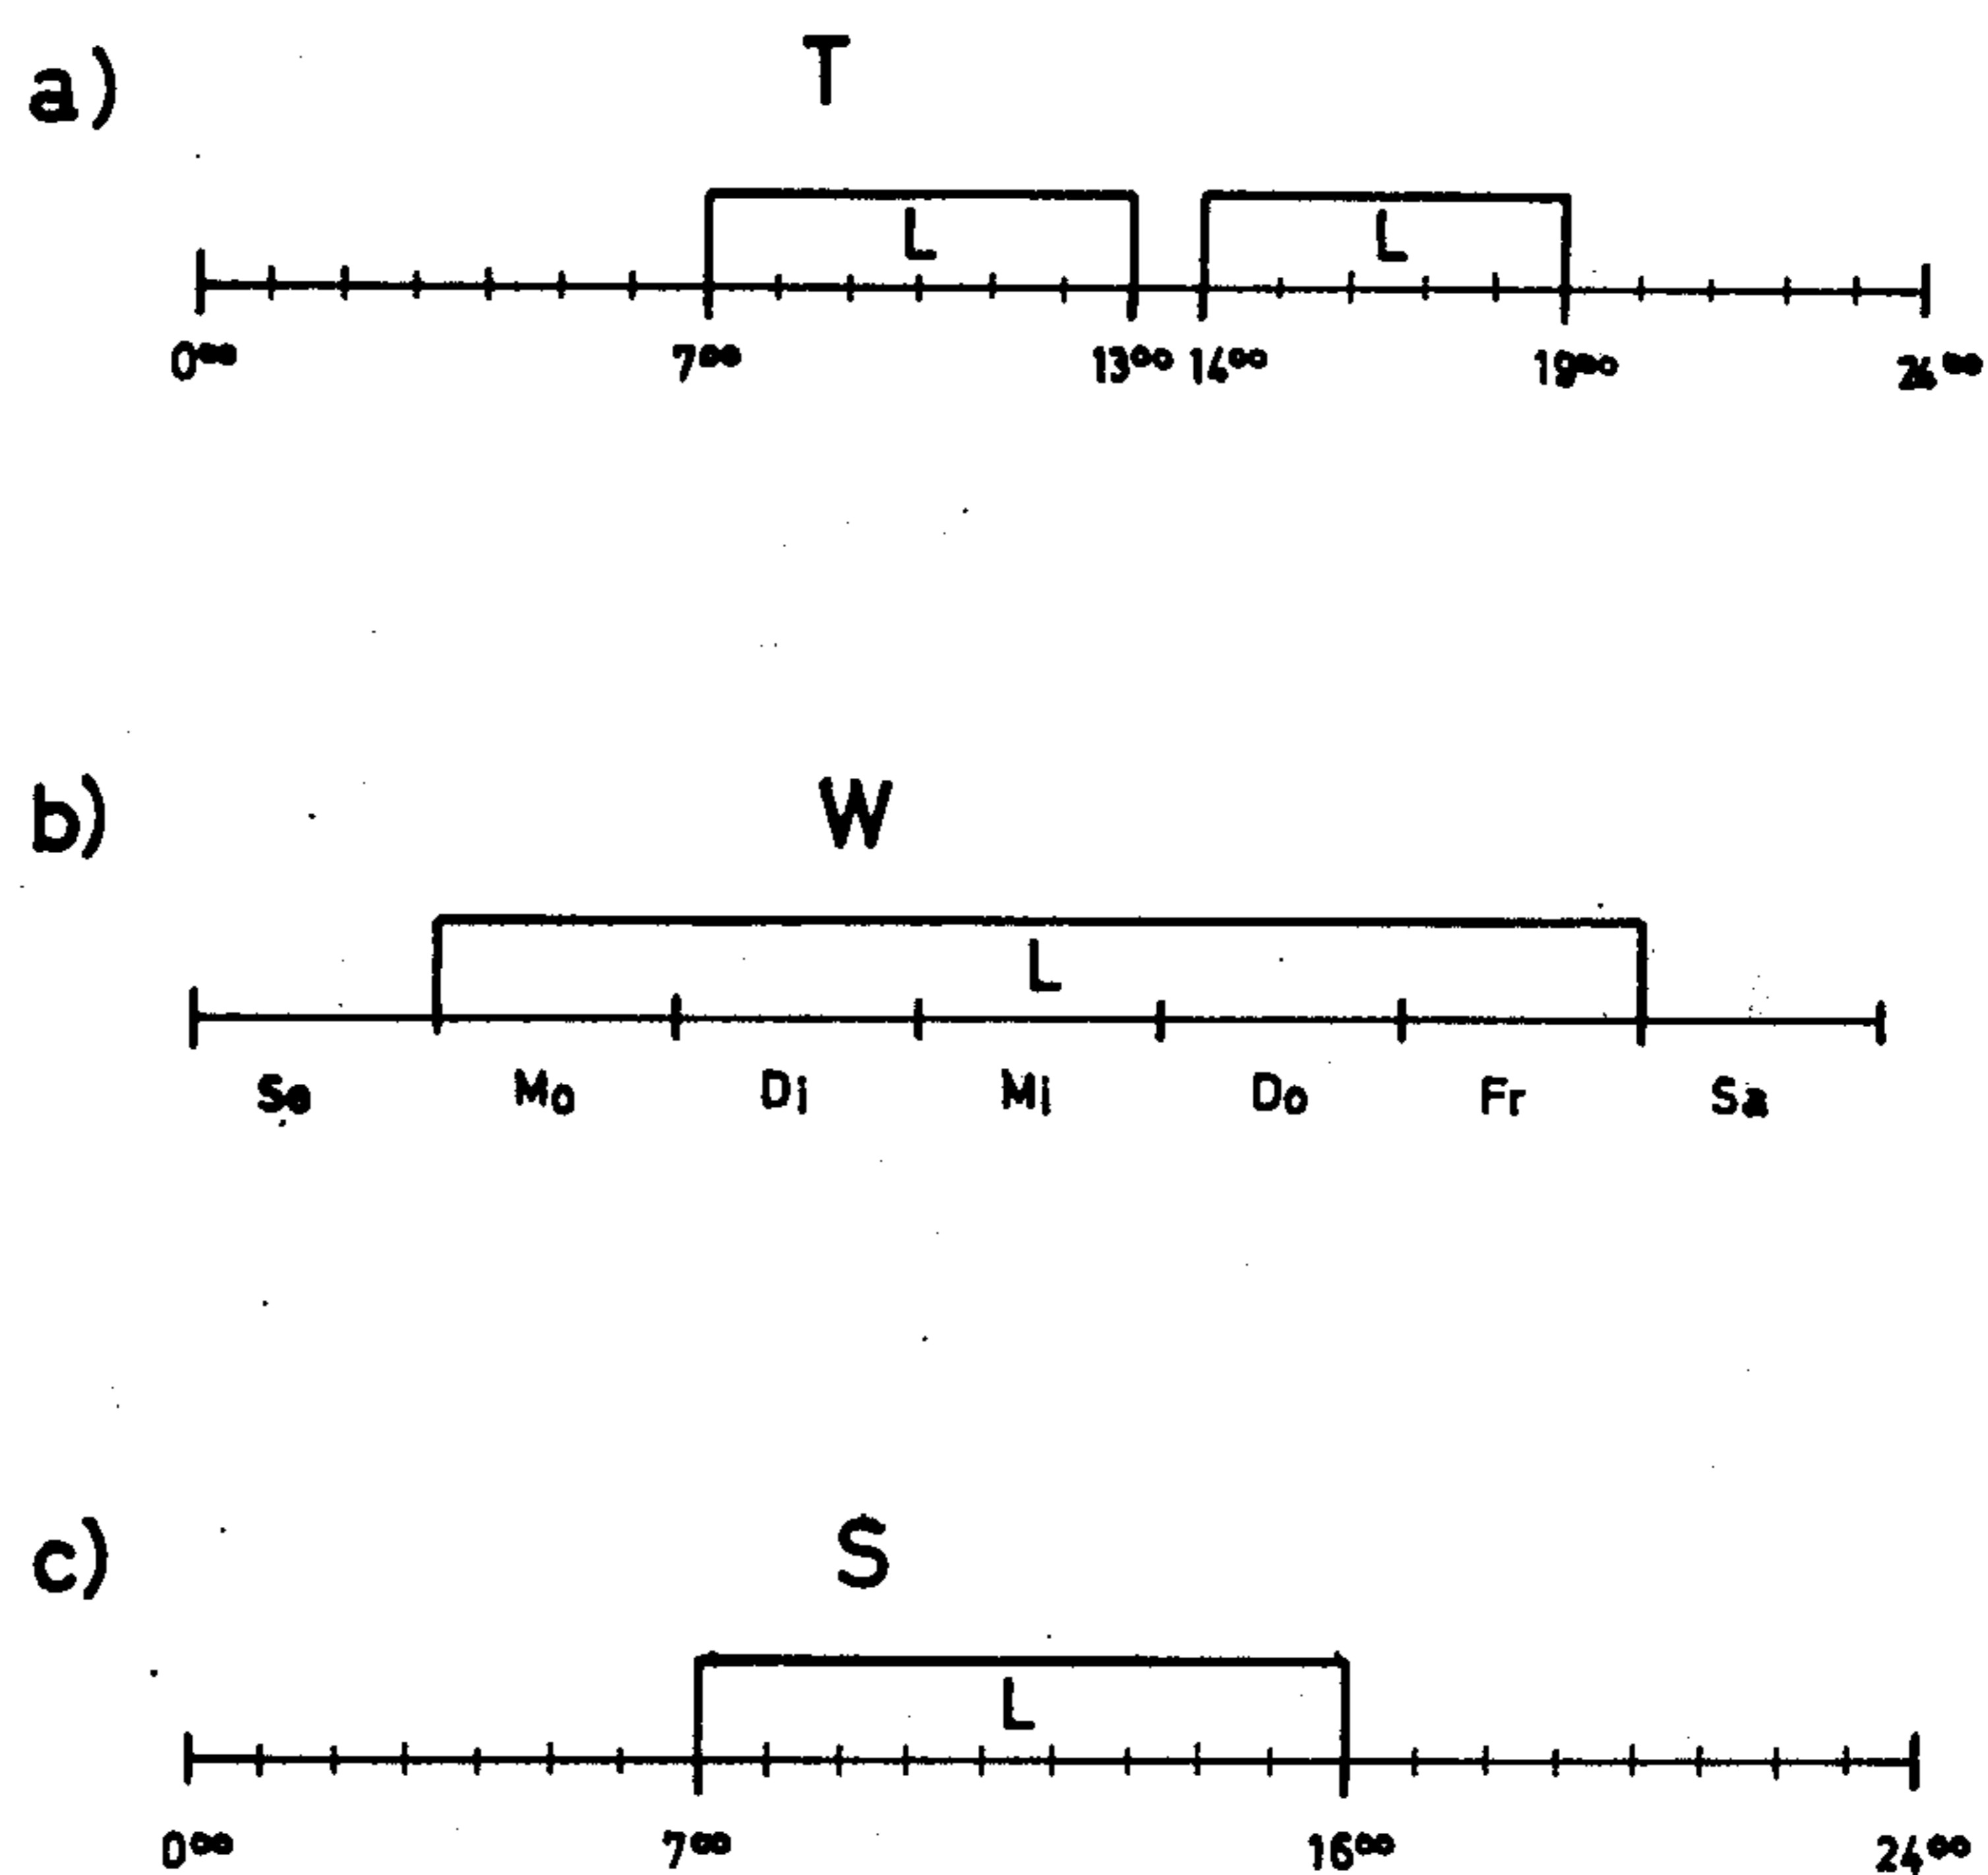 a) T
L L
0⁰⁰ 7⁰⁰ 13⁰⁰ 14⁰⁰ 19⁰⁰ 24⁰⁰
b) W
L
So Mo Di Mi Do Fr Sa
c) S
L
0⁰⁰ 7⁰⁰ 16⁰⁰ 24⁰⁰